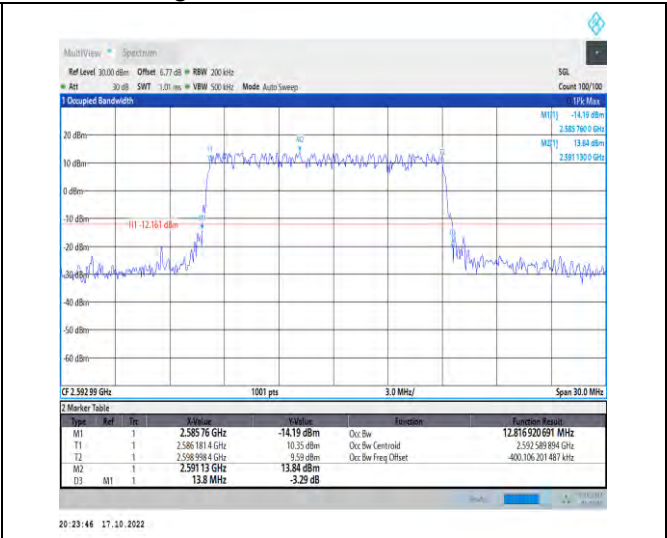 MultiView Spectrum
Ref Level 30.00 dBm Offset 6.77 dB RBW 200 kHz SGL
Att 30 dB SWT 1.01 ms VBW 500 kHz Mode Auto Sweep Count 100/100
1 Occupied Bandwidth 1Pk Max
M1[1] -14.19 dBm
2.585 760 0 GHz
20 dBm
M2[1] 13.84 dBm
2.591 130 0 GHz
M2
10 dBm
0 dBm
-10 dBm
H1 -12.161 dBm
-20 dBm
-30 dBm
-40 dBm
-50 dBm
-60 dBm
CF 2.592 99 GHz 1001 pts 3.0 MHz/ Span 30.0 MHz
2 Marker Table
Type Ref Trc X-Value Y-Value Function Function Result
M1 1 2.585 76 GHz -14.19 dBm Occ Bw 12.816 920 691 MHz
T1 1 2.586 181 4 GHz 10.35 dBm Occ Bw Centroid 2.592 589 894 GHz
T2 1 2.598 998 4 GHz 9.59 dBm Occ Bw Freq Offset -400.106 201 487 kHz
M2 1 2.591 13 GHz 13.84 dBm
D3 M1 1 13.8 MHz -3.29 dB
20:23:46 17.10.2022